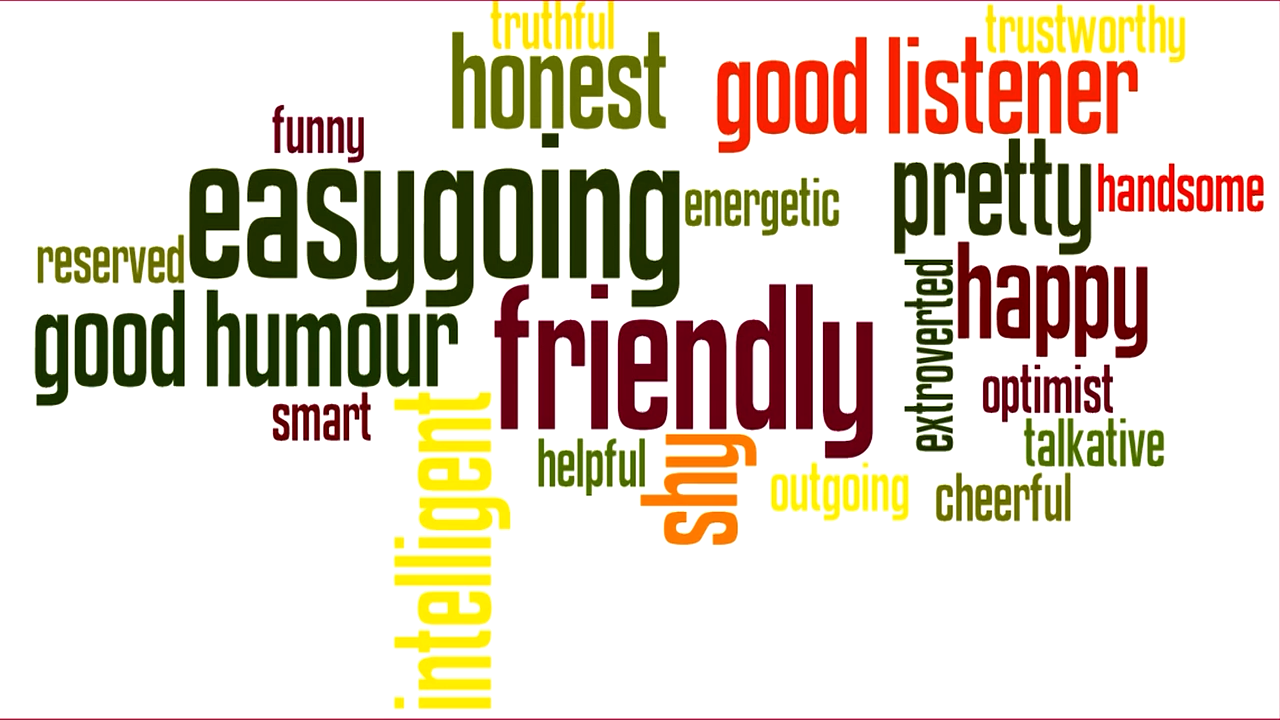 truthful
trustworthy
honest
good listener
funny
easygoing
energetic
pretty
handsome
reserved
good humour
friendly
extroverted
happy
smart
intelligent
optimist
helpful
shy
talkative
outgoing
cheerful